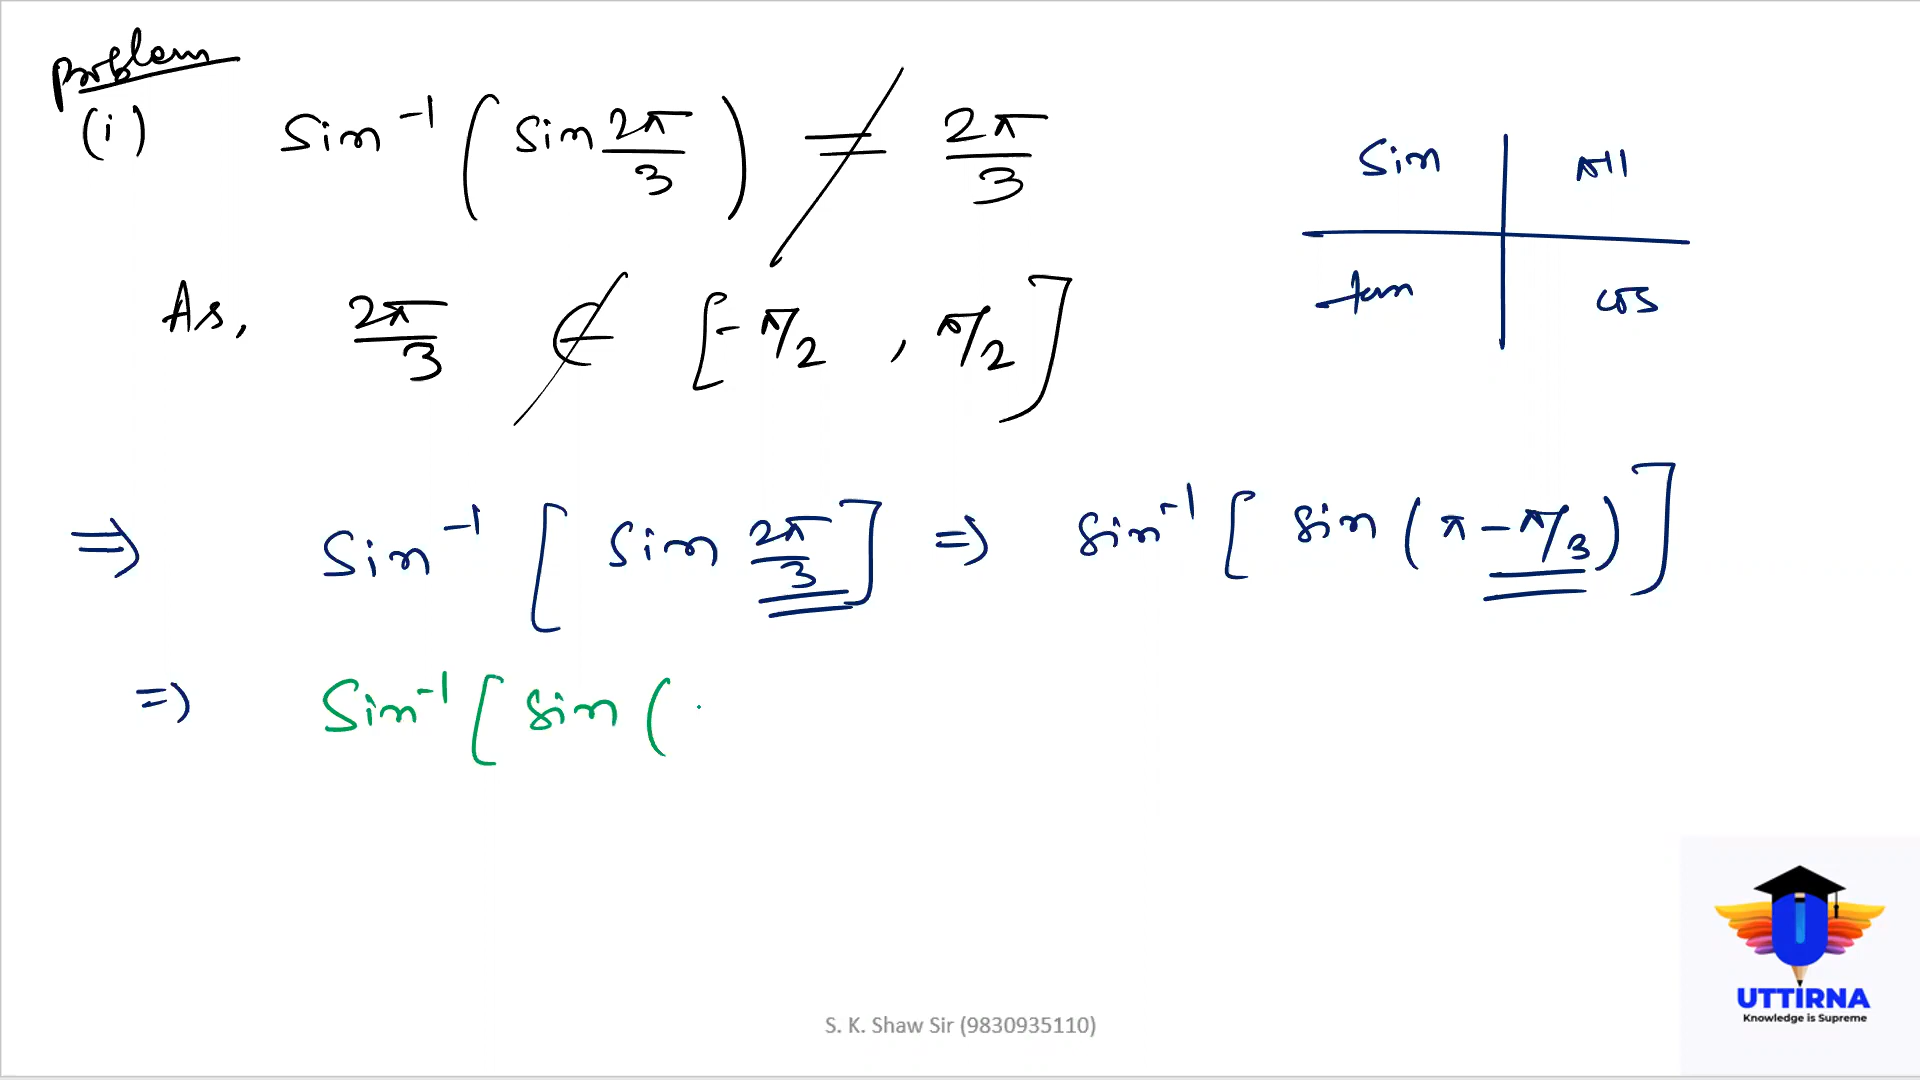 Problem
(i) Sin⁻¹ ( Sin 2π/3 ) ≠ 2π/3
Sin | All
tan | cos
As, 2π/3 ∉ [-π/2 , π/2]
⇒ Sin⁻¹ [ Sin 2π/3 ] ⇒ Sin⁻¹ [ Sin ( π - π/3 ) ]
⇒ Sin⁻¹ [ Sin (
UTTIRNA
Knowledge is Supreme
S. K. Shaw Sir (9830935110)